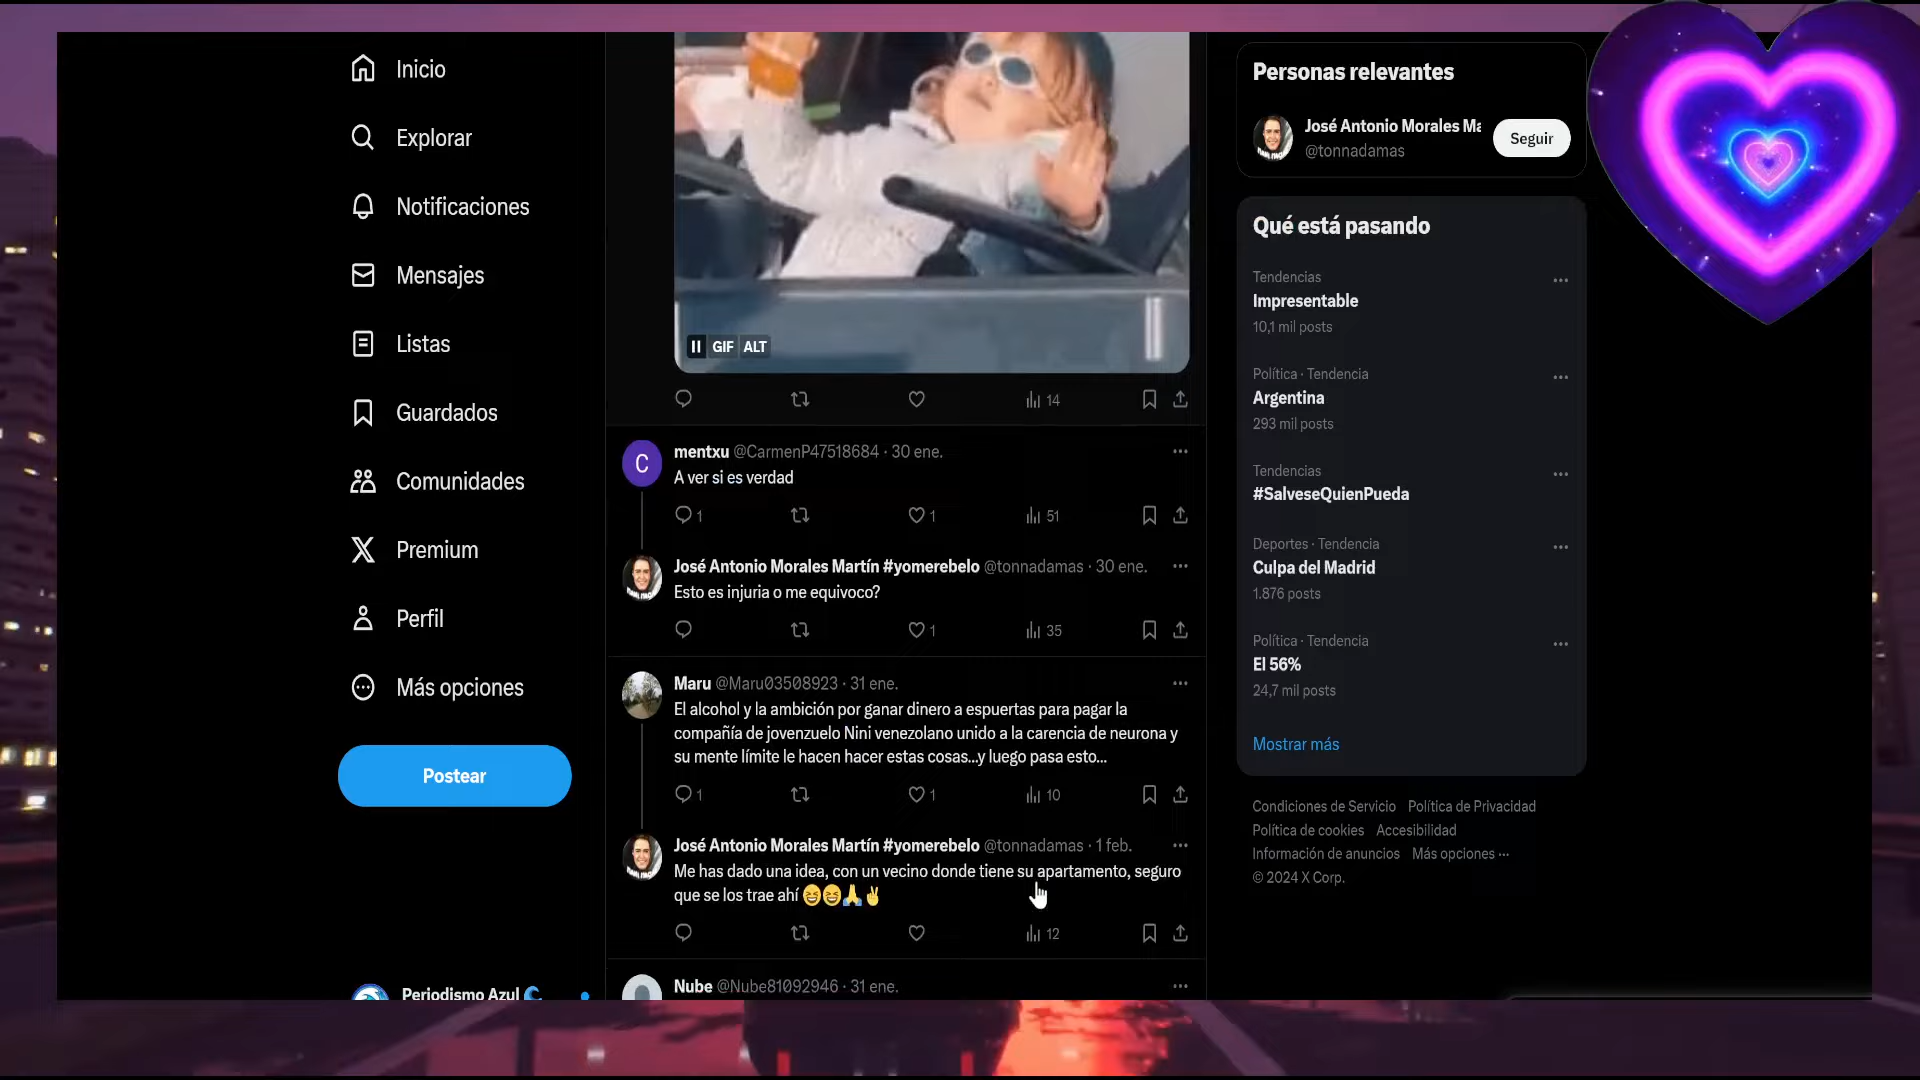 Inicio
Explorar
Notificaciones
Mensajes
Listas
Guardados
Comunidades
Premium
Perfil
Más opciones
Postear
Periodismo Azul
GIF ALT
14
C
mentxu @CarmenP47518684 · 30 ene.
A ver si es verdad
1 1 51
José Antonio Morales Martín #yomerebelo @tonnadamas · 30 ene.
Esto es injuria o me equivoco?
1 35
Maru @Maru03508923 · 31 ene.
El alcohol y la ambición por ganar dinero a espuertas para pagar la
compañía de jovenzuelo Nini venezolano unido a la carencia de neurona y
su mente límite le hacen hacer estas cosas...y luego pasa esto...
1 1 10
José Antonio Morales Martín #yomerebelo @tonnadamas · 1 feb.
Me has dado una idea, con un vecino donde tiene su apartamento, seguro
que se los trae ahí 😆😆🙏✌
12
Nube @Nube81092946 · 31 ene.
Personas relevantes
José Antonio Morales Ma
@tonnadamas
Seguir
Qué está pasando
Tendencias
Impresentable
10,1 mil posts
Política · Tendencia
Argentina
293 mil posts
Tendencias
#SalveseQuienPueda
Deportes · Tendencia
Culpa del Madrid
1.876 posts
Política · Tendencia
El 56%
24,7 mil posts
Mostrar más
Condiciones de Servicio Política de Privacidad
Política de cookies Accesibilidad
Información de anuncios Más opciones ···
© 2024 X Corp.